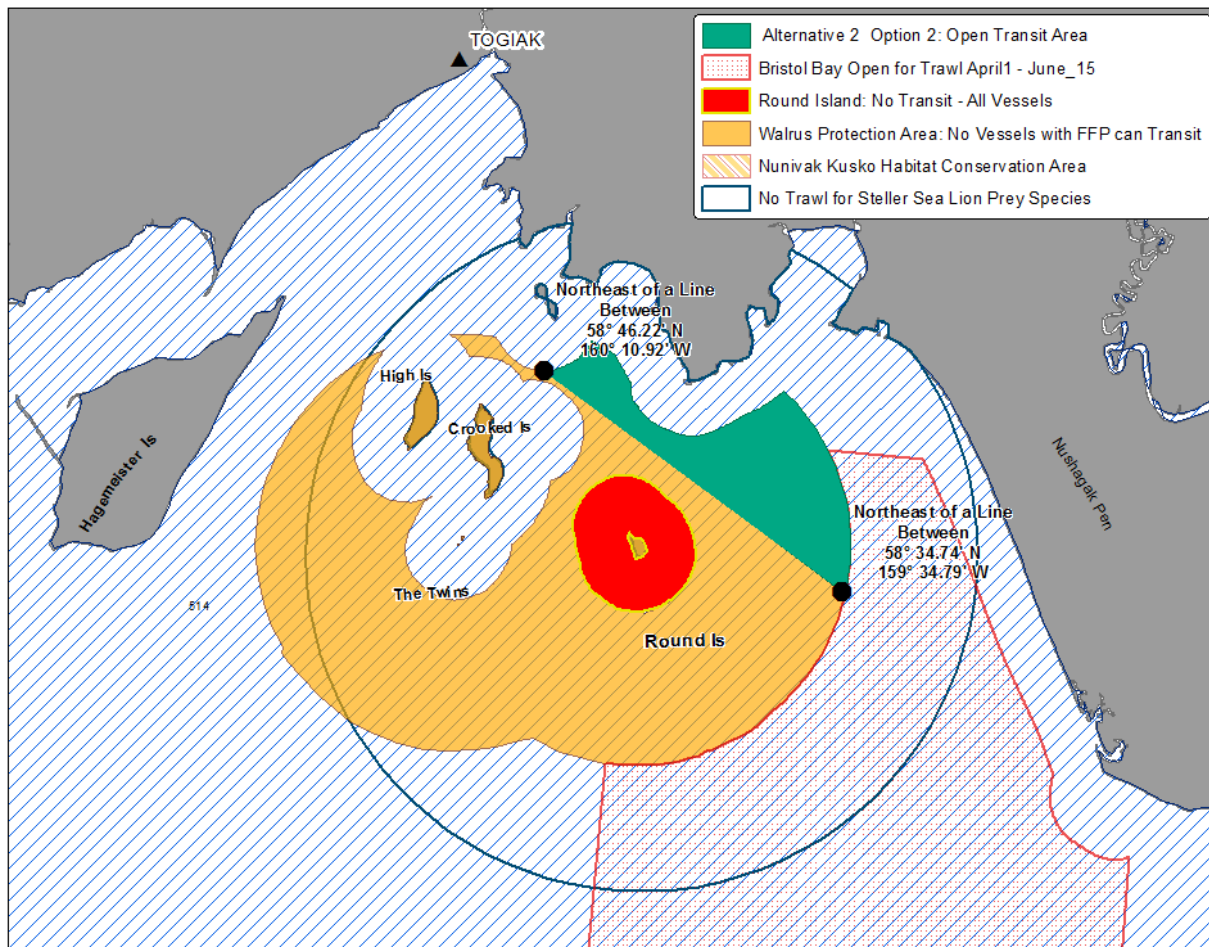 TOGIAK
Alternative 2 Option 2: Open Transit Area
Bristol Bay Open for Trawl April1 - June_15
Round Island: No Transit - All Vessels
Walrus Protection Area: No Vessels with FFP can Transit
Nunivak Kusko Habitat Conservation Area
No Trawl for Steller Sea Lion Prey Species
Northeast of a Line
Between
58° 46.22' N
160° 10.92' W
High Is
Crooked Is
Hagemeister Is
Nushagak Pen
Northeast of a Line
Between
58° 34.74' N
159° 34.79' W
The Twins
514
Round Is